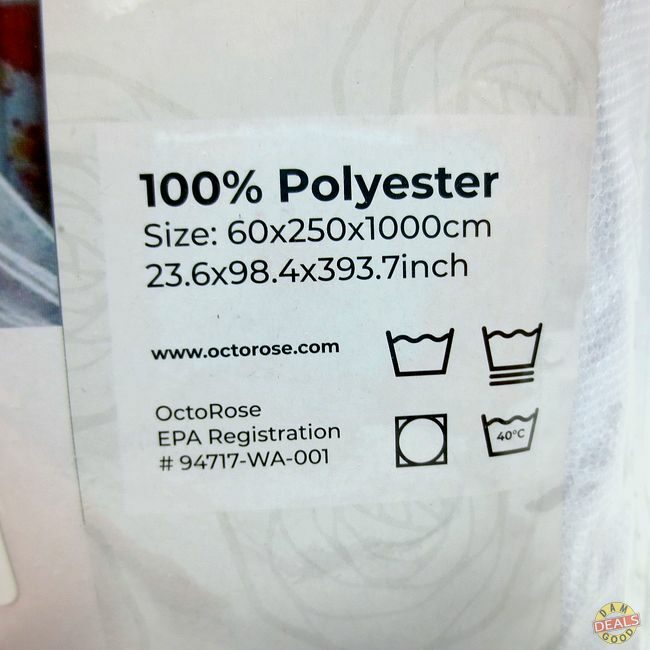 100% Polyester
Size: 60x250x1000cm
23.6x98.4x393.7inch
www.octorose.com
OctoRose
EPA Registration
# 94717-WA-001
40°C
DAM
DEALS
GOOD